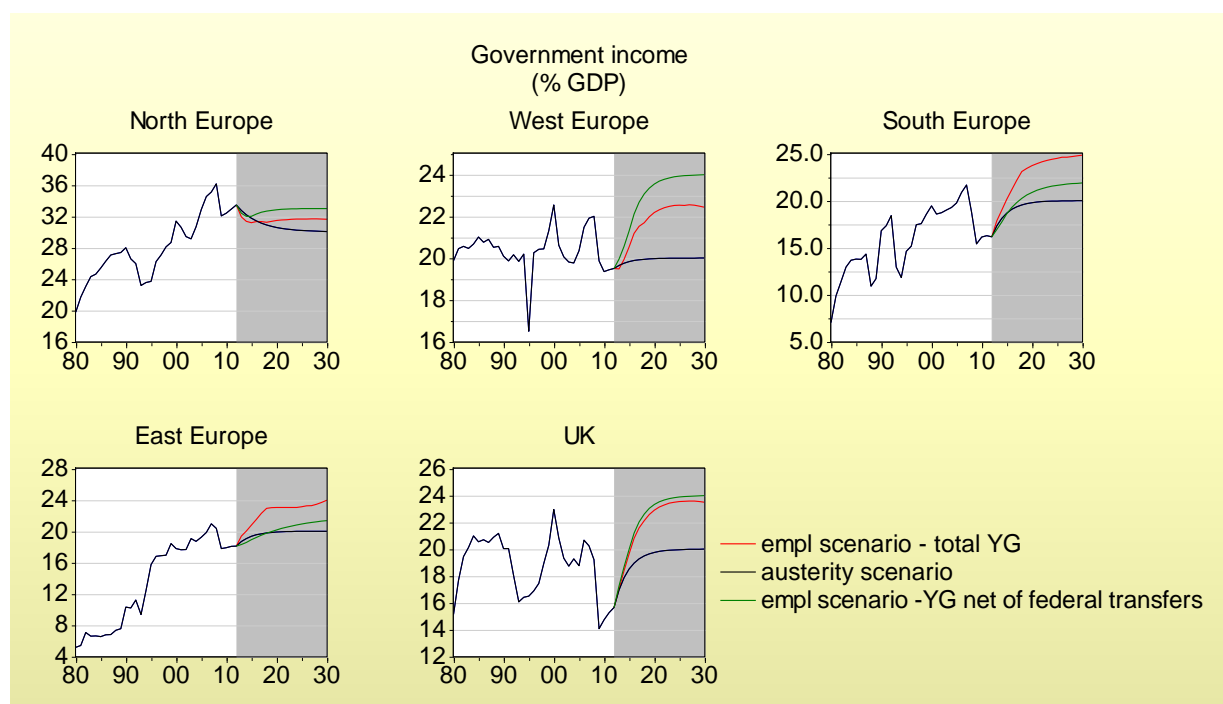 Government income
(% GDP)
North Europe
40
36
32
28
24
20
16
80 90 00 10 20 30
West Europe
24
22
20
18
16
80 90 00 10 20 30
South Europe
25.0
20.0
15.0
10.0
5.0
80 90 00 10 20 30
East Europe
28
24
20
16
12
8
4
80 90 00 10 20 30
UK
26
24
22
20
18
16
14
12
80 90 00 10 20 30
empl scenario - total YG
austerity scenario
empl scenario -YG net of federal transfers